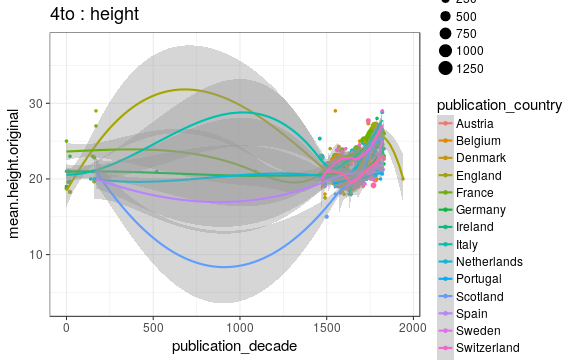 4to : height
mean.height.original
30
20
10
0
500
1000
1500
2000
publication_decade
250
500
750
1000
1250
publication_country
Austria
Belgium
Denmark
England
France
Germany
Ireland
Italy
Netherlands
Portugal
Scotland
Spain
Sweden
Switzerland